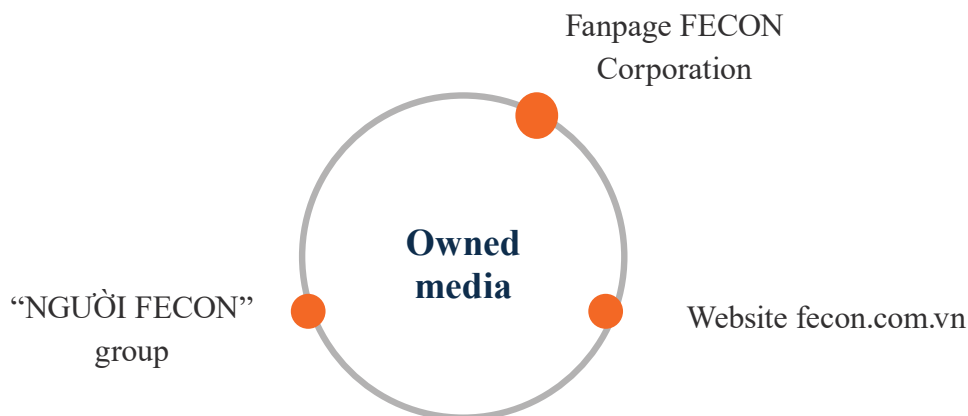 Fanpage FECON
Corporation
Owned
media
“NGƯỜI FECON”
group
Website fecon.com.vn